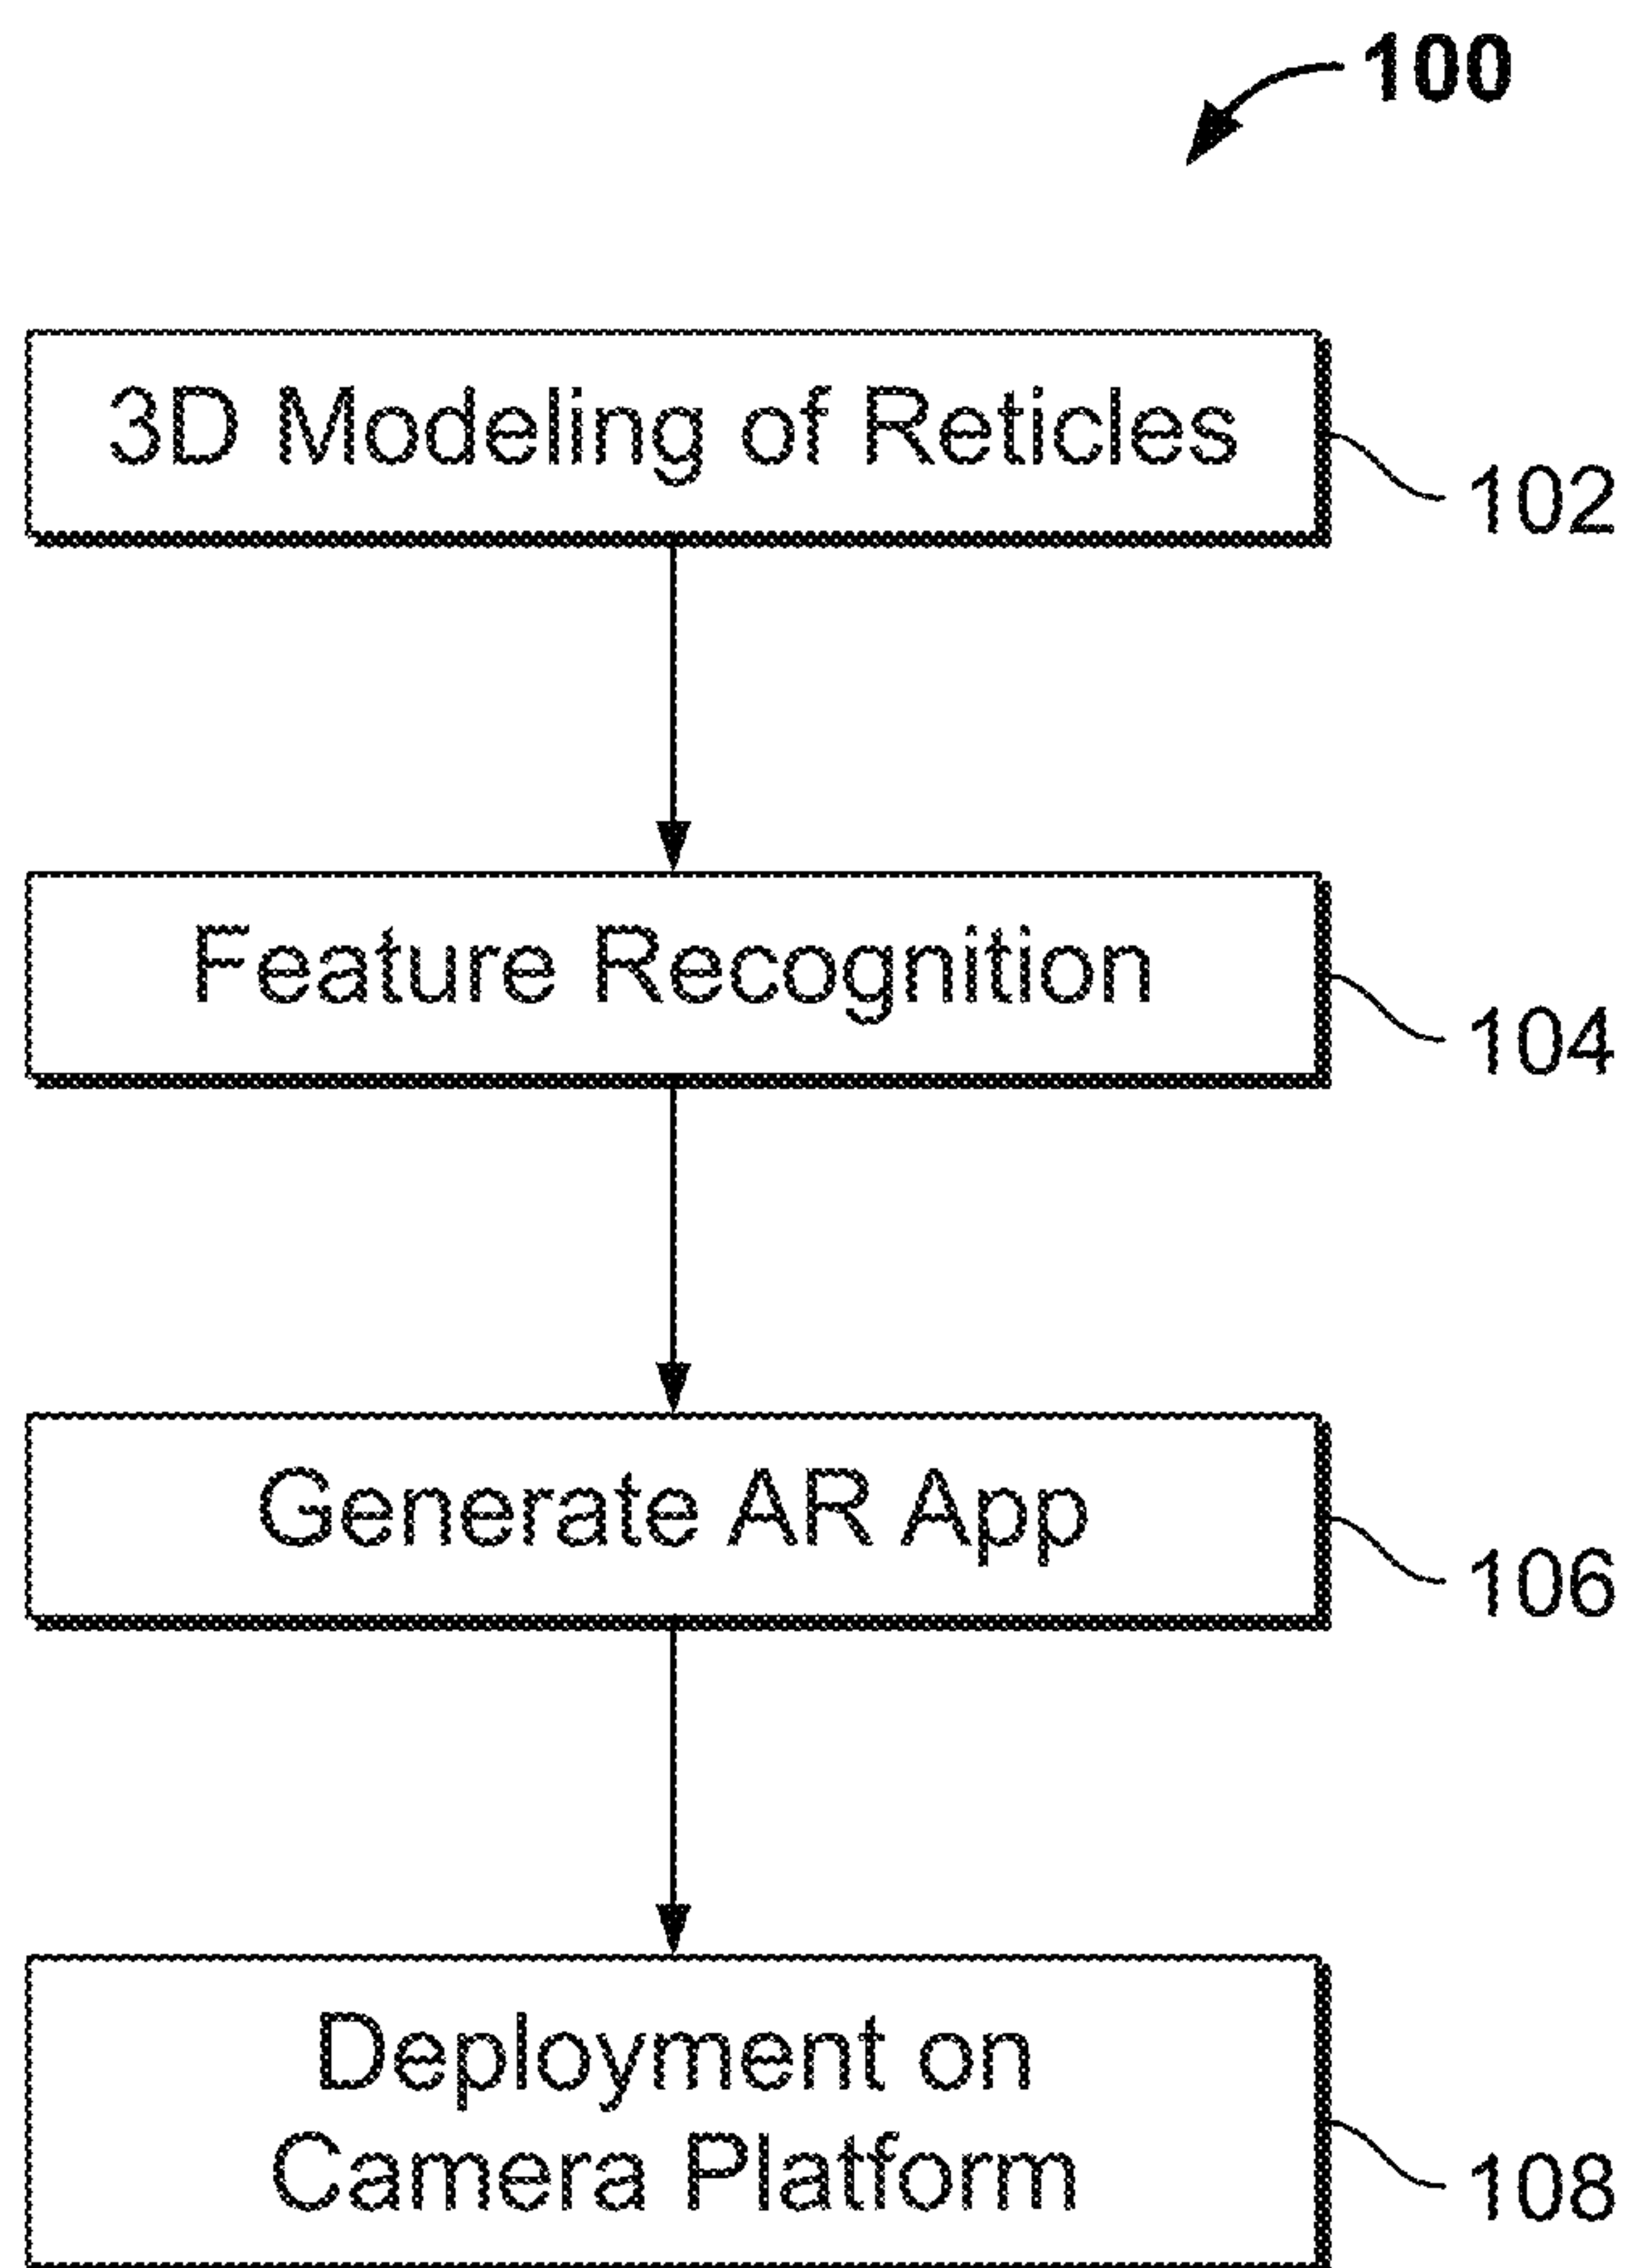 100
3D Modeling of Reticles
102
Feature Recognition
104
Generate AR App
106
Deployment on
Camera Platform
108